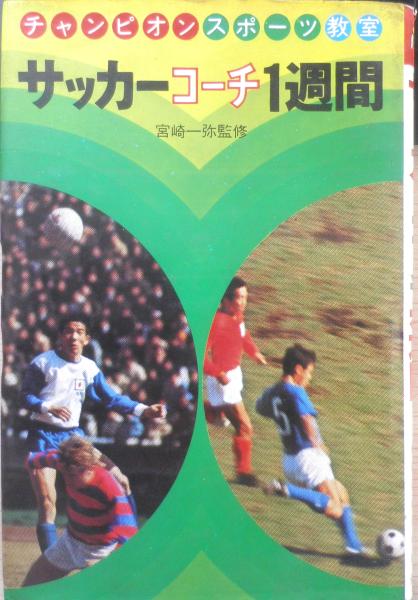 チャンピオンスポーツ教室
サッカーコーチ1週間
宮崎一弥監修
5